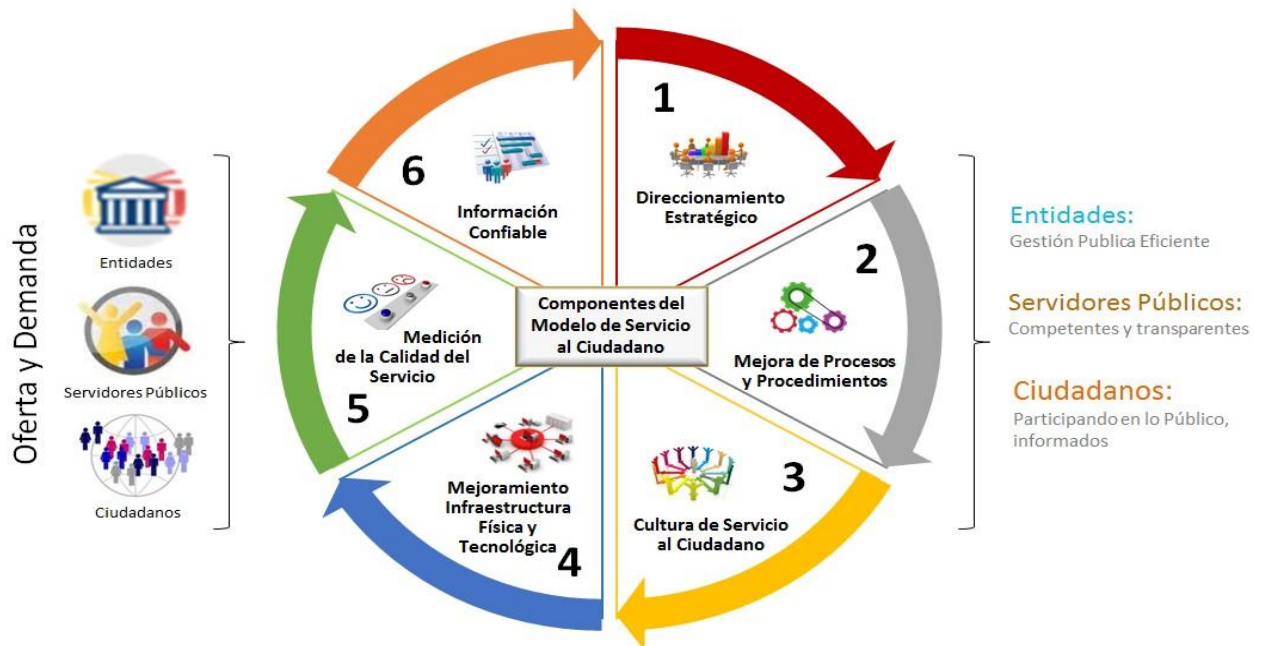 Oferta y Demanda
Entidades
Servidores Públicos
Ciudadanos
Componentes del
Modelo de Servicio
al Ciudadano
1
Direccionamiento
Estratégico
2
Mejora de Procesos
y Procedimientos
3
Cultura de Servicio
al Ciudadano
Mejoramiento
Infraestructura
Física y
Tecnológica
4
Medición
de la Calidad del
Servicio
5
6
Información
Confiable
Entidades:
Gestión Publica Eficiente
Servidores Públicos:
Competentes y transparentes
Ciudadanos:
Participando en lo Público,
informados